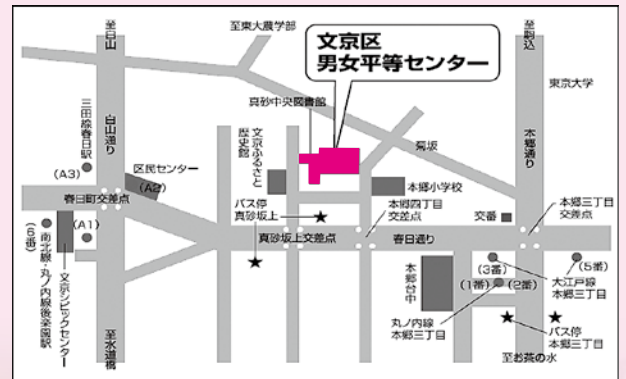 至白山
至東大農学部
文京区
男女平等センター
至駒込
東京大学
真砂中央図書館
三田線春日駅
白山通り
本郷通り
菊坂
文京ふるさと
歴史館
(A3)
区民センター
(A2)
本郷小学校
バス停
真砂坂上
本郷四丁目
交差点
交番
本郷三丁目
交差点
春日町交差点
(A1)
真砂坂上交差点
春日通り
(6番)
南北線・丸ノ内線後楽園駅
文京シビックセンター
本郷台中
(3番)
(5番)
(1番)
(2番)
大江戸線
本郷三丁目
丸ノ内線
本郷三丁目
バス停
本郷三丁目
至水道橋
至お茶の水